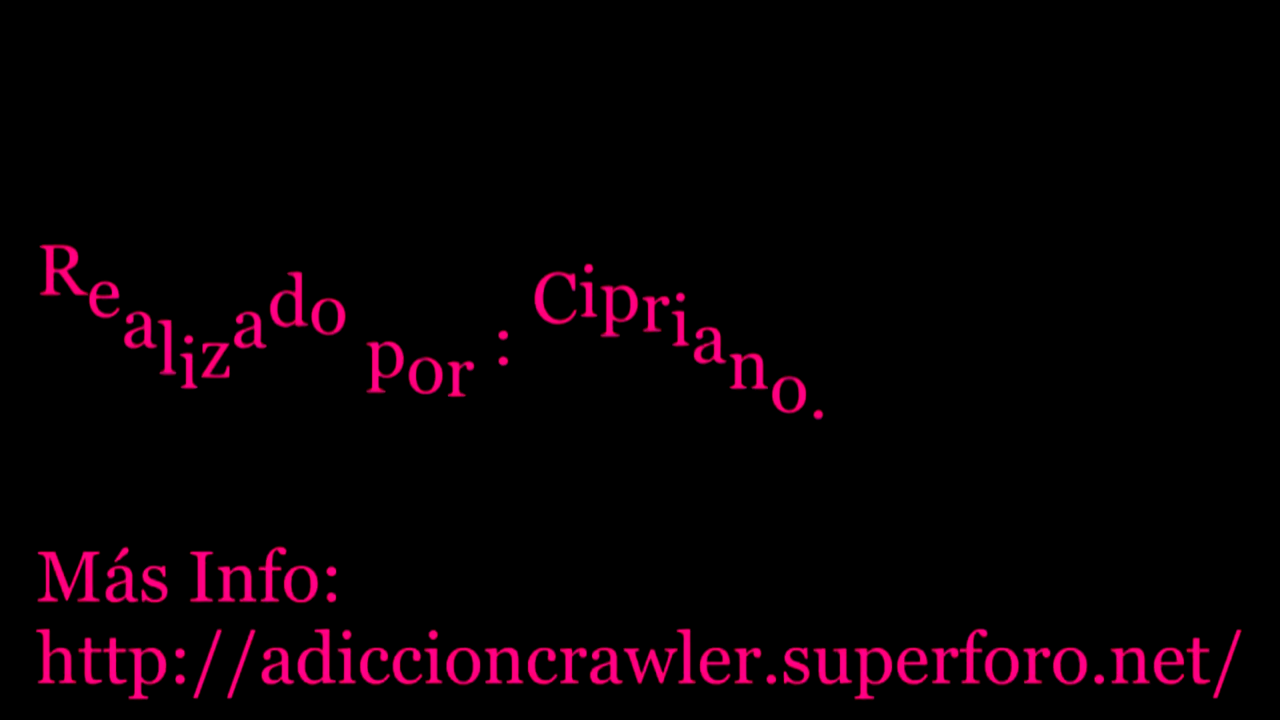 Realizado por : Cipriano.
Más Info:
http://adiccioncrawler.superforo.net/